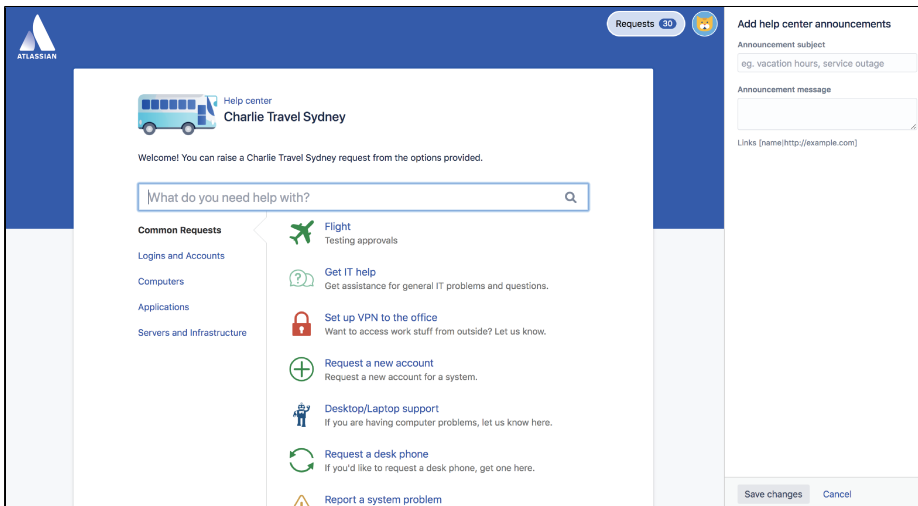 ATLASSIAN
Requests 30
Help center
Charlie Travel Sydney
Welcome! You can raise a Charlie Travel Sydney request from the options provided.
What do you need help with?
Common Requests
Logins and Accounts
Computers
Applications
Servers and Infrastructure
Flight
Testing approvals
Get IT help
Get assistance for general IT problems and questions.
Set up VPN to the office
Want to access work stuff from outside? Let us know.
Request a new account
Request a new account for a system.
Desktop/Laptop support
If you are having computer problems, let us know here.
Request a desk phone
If you'd like to request a desk phone, get one here.
Report a system problem
Add help center announcements
Announcement subject
eg. vacation hours, service outage
Announcement message
Links [name|http://example.com]
Save changes
Cancel